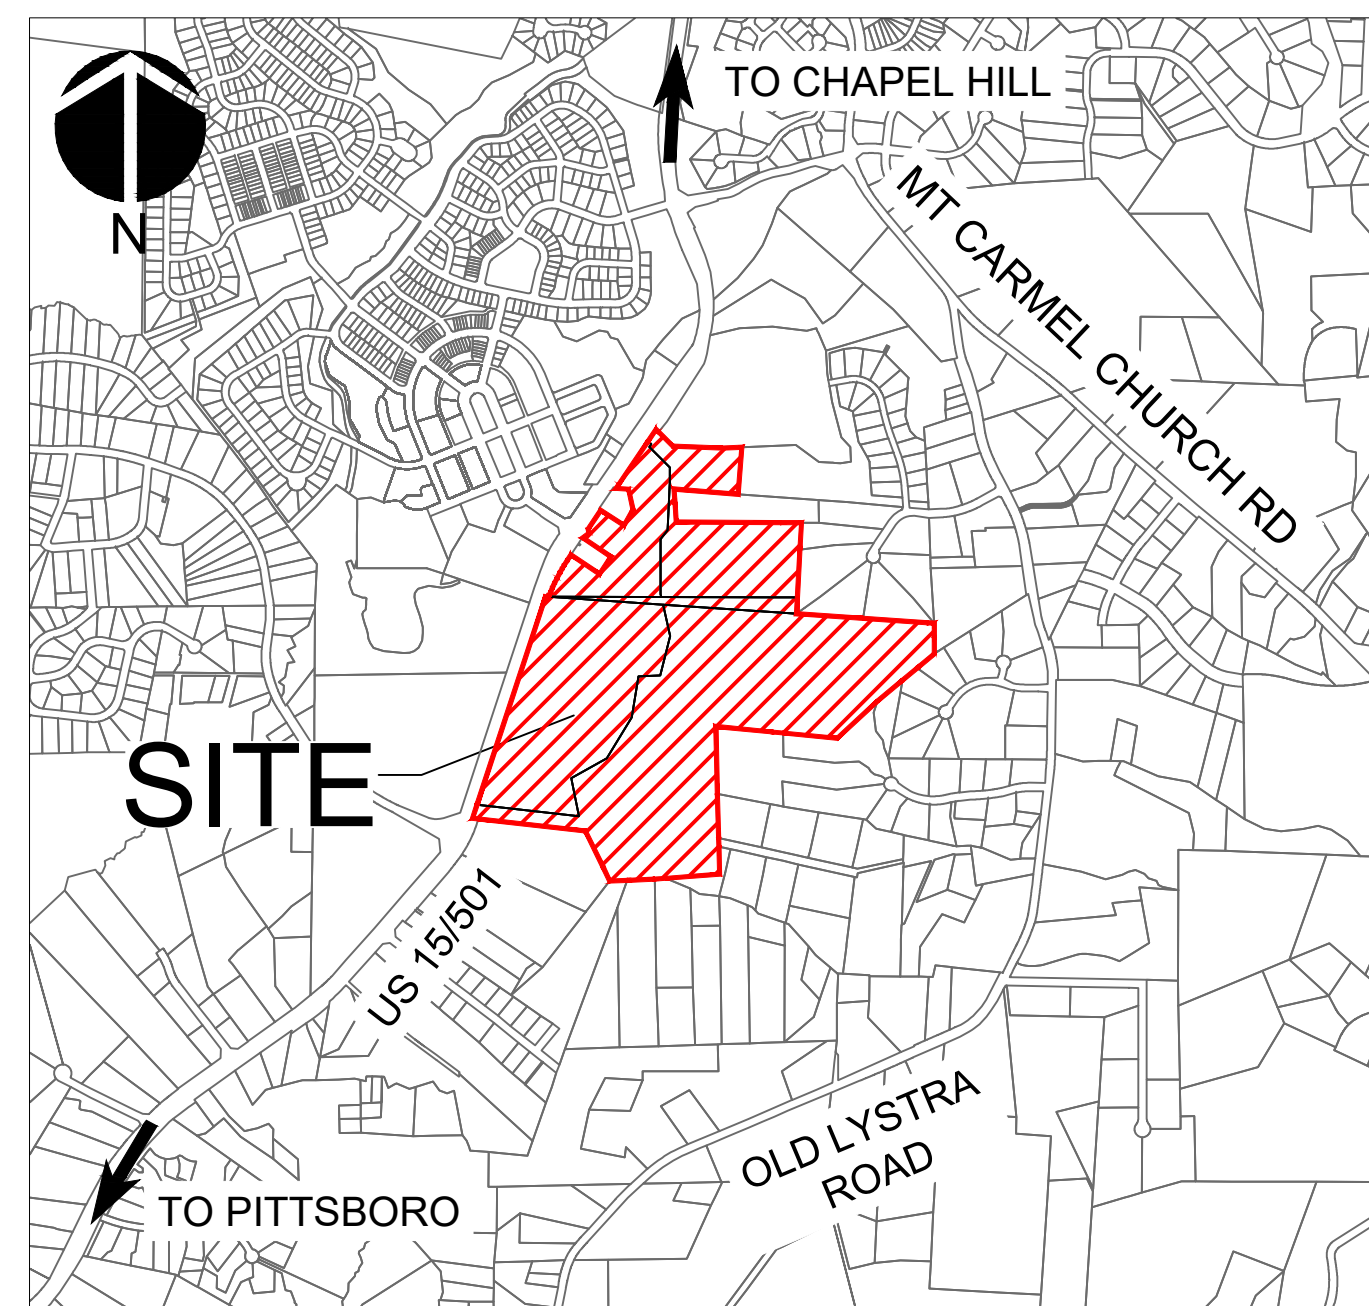 TO CHAPEL HILL
N
MT CARMEL CHURCH RD
SITE
US 15/501
OLD LYSTRA
ROAD
TO PITTSBORO